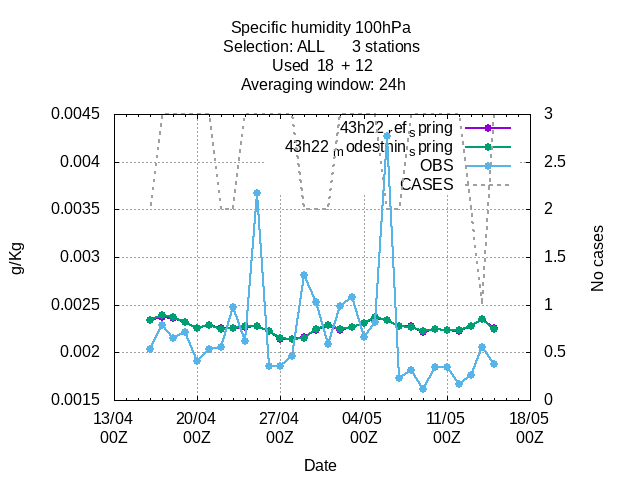 Specific humidity 100hPa
Selection: ALL 3 stations
Used 18 + 12
Averaging window: 24h
43h22_ref_spring
43h22_modestnin_spring
OBS
CASES
0.0045
0.004
0.0035
0.003
0.0025
0.002
0.0015
3
2.5
2
1.5
1
0.5
0
g/Kg
No cases
13/04 20/04 27/04 04/05 11/05 18/05
00Z 00Z 00Z 00Z 00Z 00Z
Date